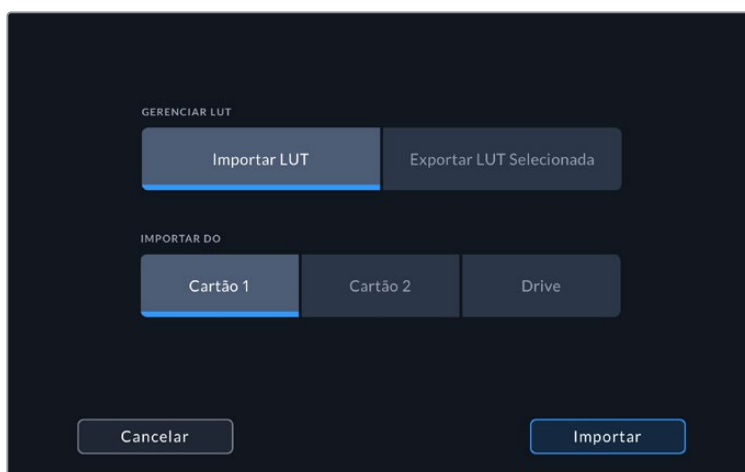 GERENCIAR LUT
Importar LUT Exportar LUT Selecionada
IMPORTAR DO
Cartão 1 Cartão 2 Drive
Cancelar Importar